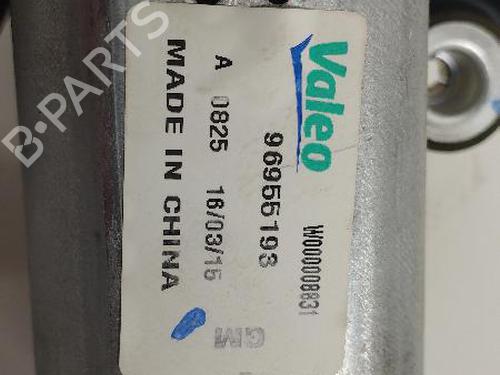 Valeo
W000008831
96955193
A 0825 16/03/15
MADE IN CHINA
GM
B-PARTS